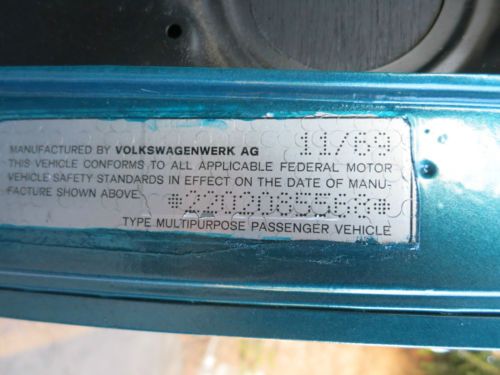 MANUFACTURED BY VOLKSWAGENWERK AG 11/69
THIS VEHICLE CONFORMS TO ALL APPLICABLE FEDERAL MOTOR
VEHICLE SAFETY STANDARDS IN EFFECT ON THE DATE OF MANU-
FACTURE SHOWN ABOVE.
TYPE MULTIPURPOSE PASSENGER VEHICLE